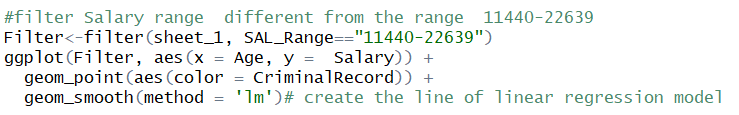 #filter Salary range  different from the range  11440-22639
Filter<-filter(sheet_1, SAL_Range=="11440-22639")
ggplot(Filter, aes(x = Age, y =  Salary)) +
  geom_point(aes(color = CriminalRecord)) +
  geom_smooth(method = 'lm')# create the line of linear regression model